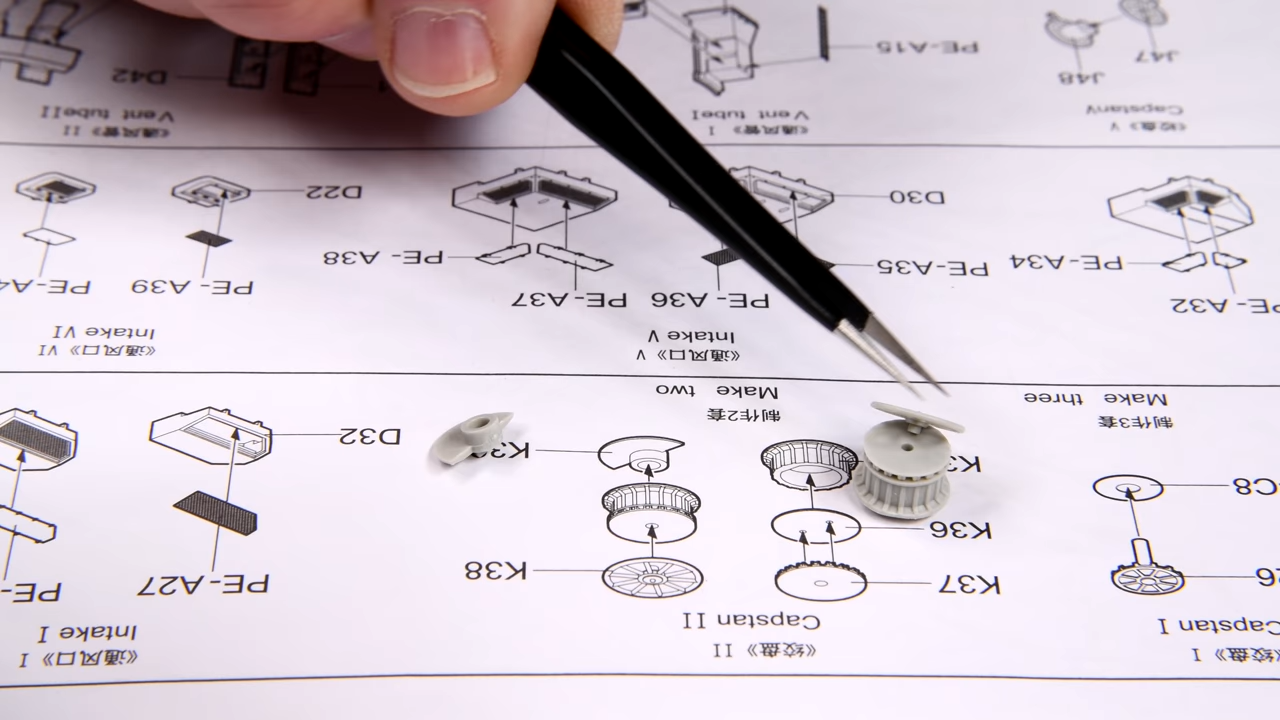 《绞盘》I
Capstan I
C8
制作3套
Make three
《绞盘》II
Capstan II
K37
K36
K38
制作2套
Make two
《通风口》I
Intake I
PE-A27
D32
PE-A32
PE-A34
《通风口》V
Intake V
PE-A35
D30
PE-A36
PE-A37
PE-A38
《通风口》VI
Intake VI
PE-A39
D22
《绞盘》V
Capstan V
J47
J48
《通风管》I
Vent tube I
PE-A15
《通风管》II
Vent tube II
D42